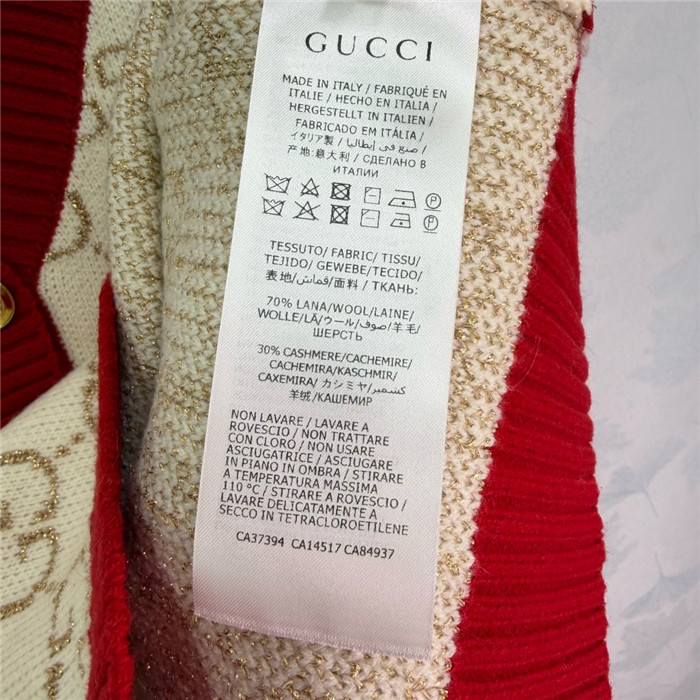 GUCCI
MADE IN ITALY / FABRIQUÉ EN
ITALIE / HECHO EN ITALIA /
HERGESTELLT IN ITALIEN /
FABRICADO EM ITÁLIA /
イタリア製 / صنع في إيطاليا /
产地:意大利 / СДЕЛАНО В
ИТАЛИИ
TESSUTO/ FABRIC/ TISSU/
TEJIDO/ GEWEBE/TECIDO/
表地/قماش/面料 / ТКАНЬ:
70% LANA/WOOL/LAINE/
WOLLE/LÃ/ウール/صوف/羊毛/
ШЕРСТЬ
30% CASHMERE/CACHEMIRE/
CACHEMIRA/KASCHMIR/
CAXEMIRA/ カシミヤ/كشمير/
羊绒/КАШЕМИР
NON LAVARE / LAVARE A
ROVESCIO / NON TRATTARE
CON CLORO / NON USARE
ASCIUGATRICE / ASCIUGARE
IN PIANO IN OMBRA / STIRARE
A TEMPERATURA MASSIMA
110 °C / STIRARE A ROVESCIO /
LAVARE DELICATAMENTE A
SECCO IN TETRACLOROETILENE
CA37394 CA14517 CA84937